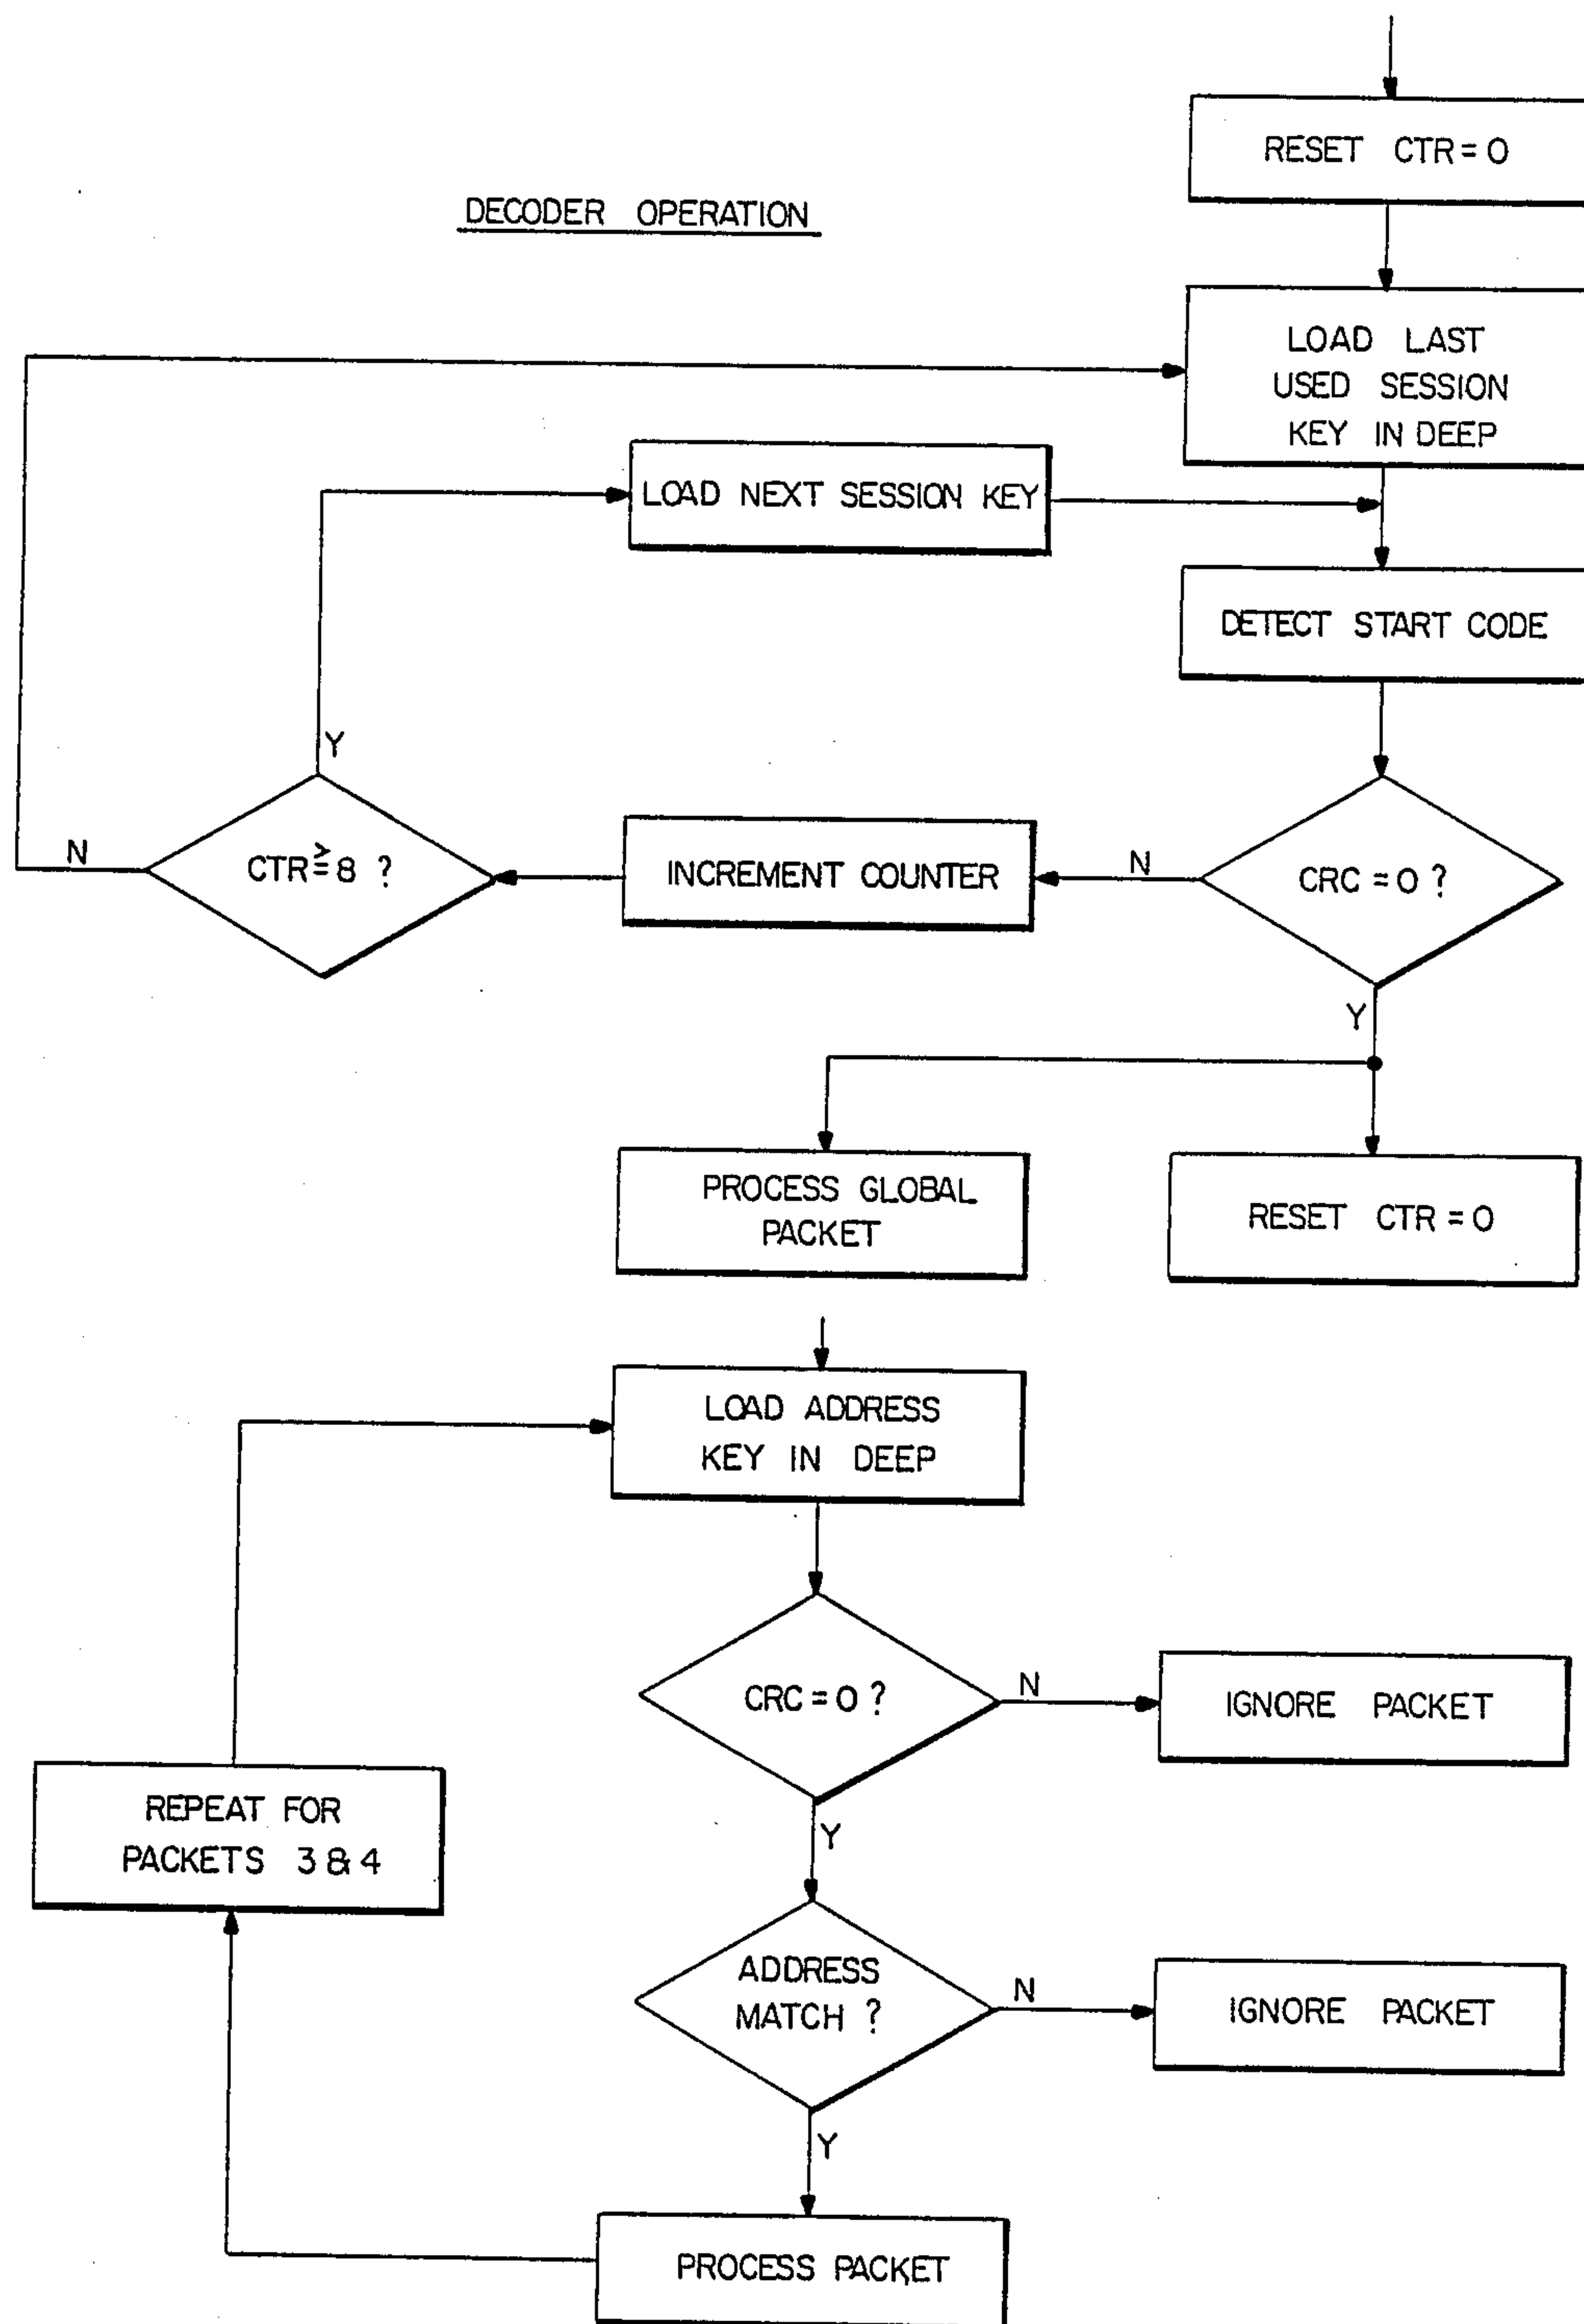 RESET CTR = 0
DECODER OPERATION
LOAD LAST
USED SESSION
KEY IN DEEP
LOAD NEXT SESSION KEY
DETECT START CODE
Y
N
CTR ≥ 8 ?
INCREMENT COUNTER
N
CRC = 0 ?
Y
PROCESS GLOBAL
PACKET
RESET CTR = 0
LOAD ADDRESS
KEY IN DEEP
CRC = 0 ?
N
IGNORE PACKET
REPEAT FOR
PACKETS 3 & 4
Y
ADDRESS
MATCH ?
N
IGNORE PACKET
Y
PROCESS PACKET